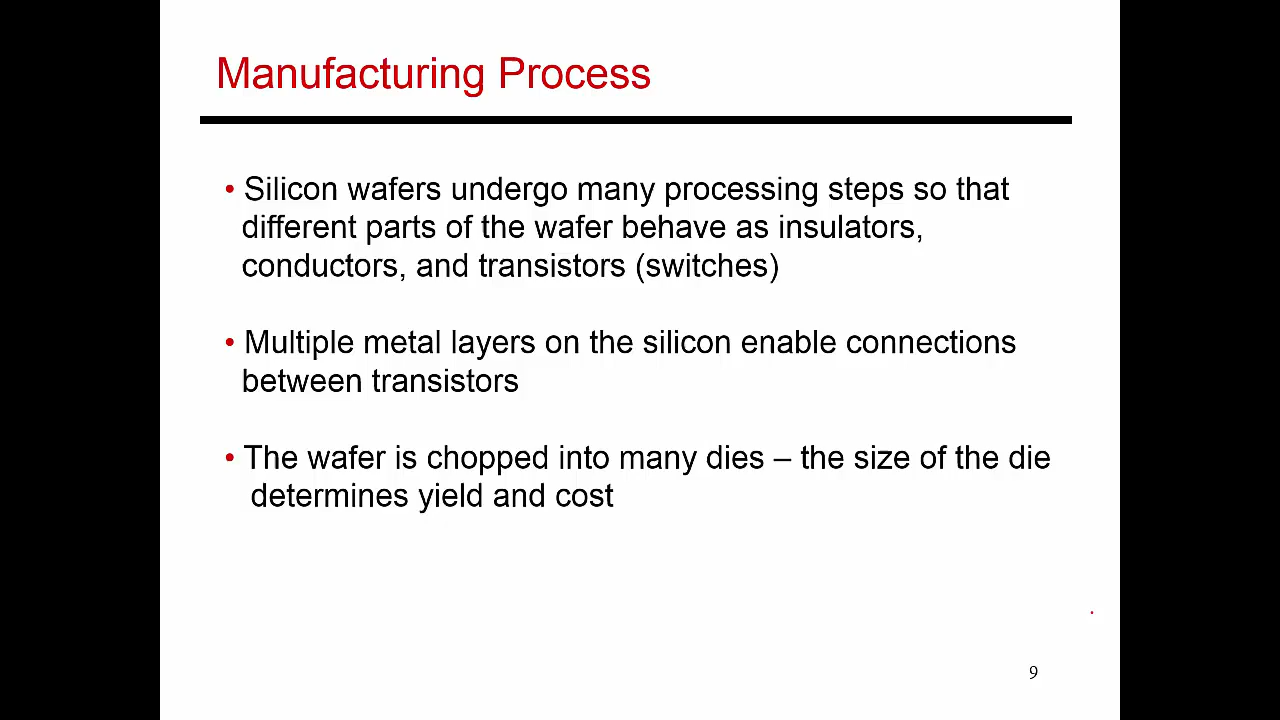 Manufacturing Process
• Silicon wafers undergo many processing steps so that
different parts of the wafer behave as insulators,
conductors, and transistors (switches)
• Multiple metal layers on the silicon enable connections
between transistors
• The wafer is chopped into many dies – the size of the die
determines yield and cost
9